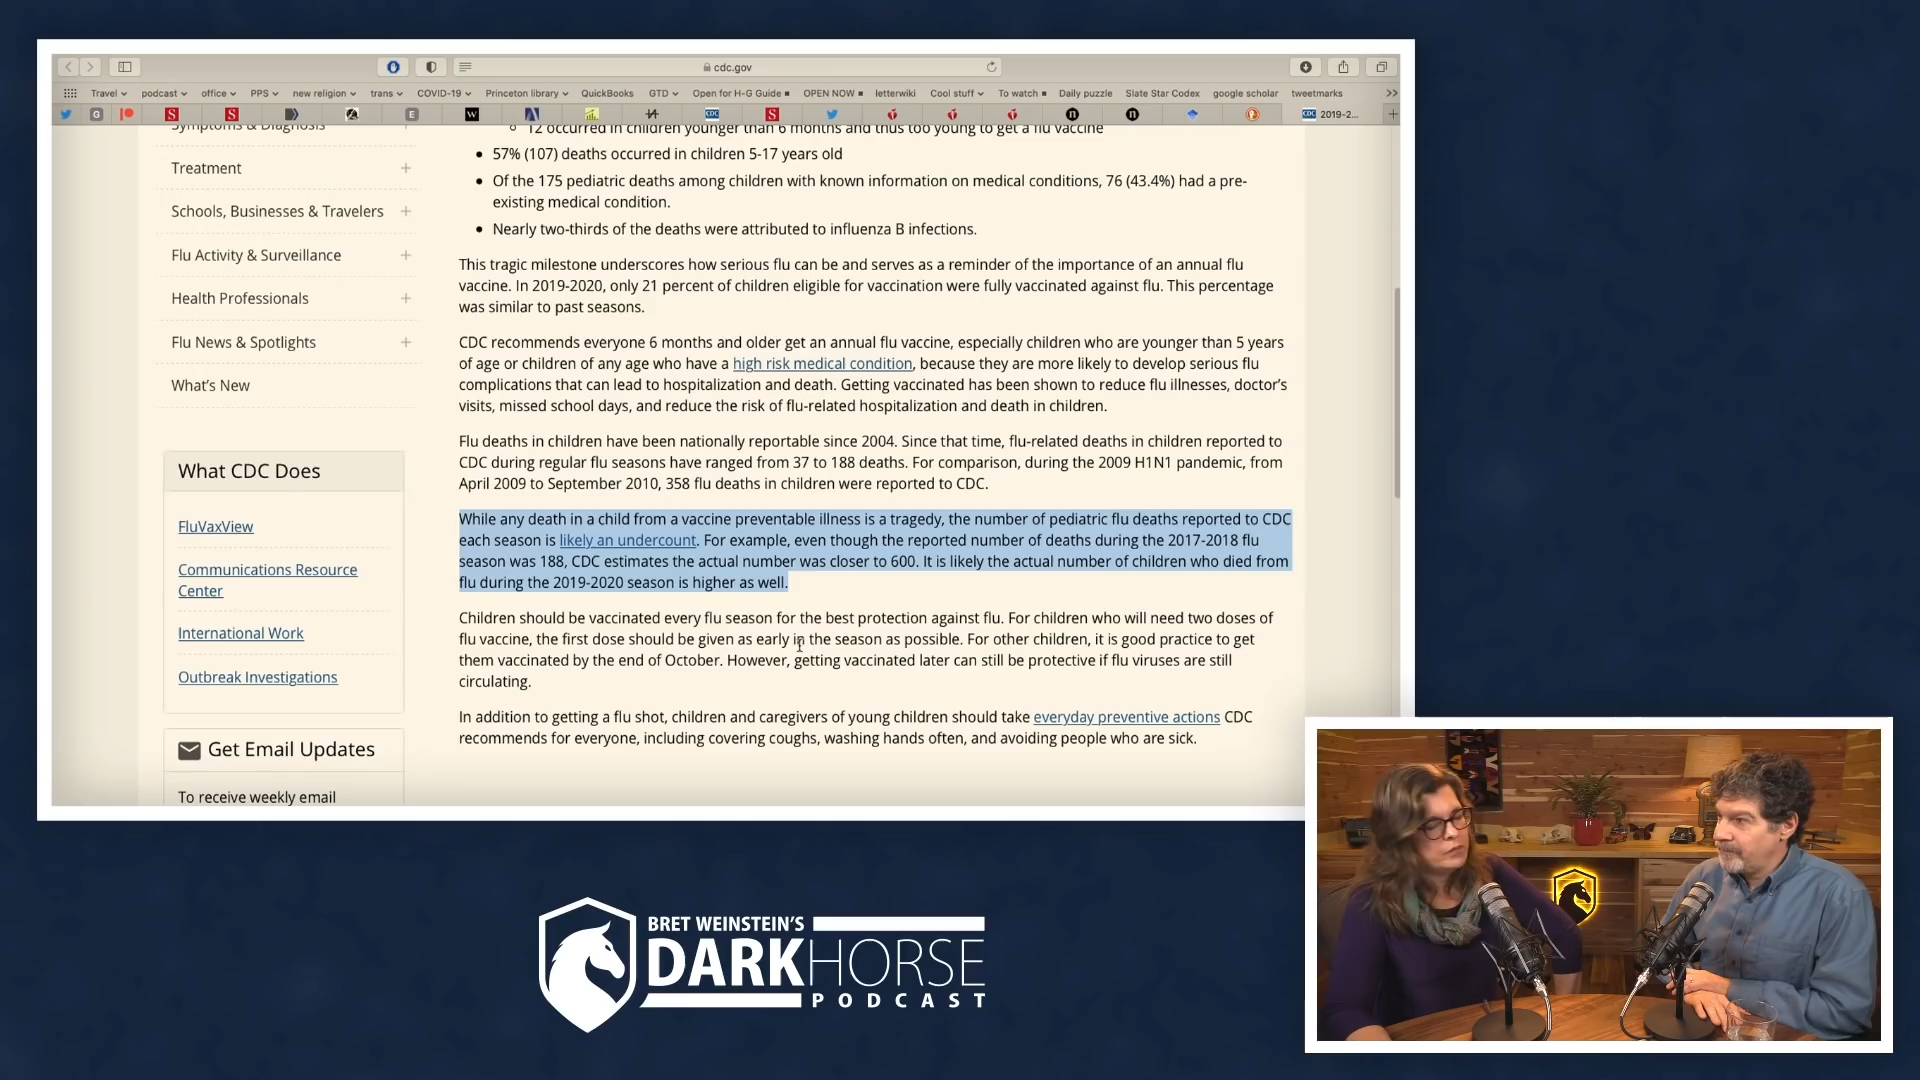 cdc.gov
Travel podcast office PPS new religion trans COVID-19 Princeton library QuickBooks GTD Open for H-G Guide OPEN NOW letterwiki Cool stuff To watch Daily puzzle Slate Star Codex google scholar tweetmarks
G S S E W CDC S n n CDC 2019-2...
Symptoms & Diagnosis
Treatment
Schools, Businesses & Travelers
Flu Activity & Surveillance
Health Professionals
Flu News & Spotlights
What's New
What CDC Does
FluVaxView
Communications Resource
Center
International Work
Outbreak Investigations
Get Email Updates
To receive weekly email
12 occurred in children younger than 6 months and thus too young to get a flu vaccine
57% (107) deaths occurred in children 5-17 years old
Of the 175 pediatric deaths among children with known information on medical conditions, 76 (43.4%) had a pre-
existing medical condition.
Nearly two-thirds of the deaths were attributed to influenza B infections.
This tragic milestone underscores how serious flu can be and serves as a reminder of the importance of an annual flu
vaccine. In 2019-2020, only 21 percent of children eligible for vaccination were fully vaccinated against flu. This percentage
was similar to past seasons.
CDC recommends everyone 6 months and older get an annual flu vaccine, especially children who are younger than 5 years
of age or children of any age who have a high risk medical condition, because they are more likely to develop serious flu
complications that can lead to hospitalization and death. Getting vaccinated has been shown to reduce flu illnesses, doctor's
visits, missed school days, and reduce the risk of flu-related hospitalization and death in children.
Flu deaths in children have been nationally reportable since 2004. Since that time, flu-related deaths in children reported to
CDC during regular flu seasons have ranged from 37 to 188 deaths. For comparison, during the 2009 H1N1 pandemic, from
April 2009 to September 2010, 358 flu deaths in children were reported to CDC.
While any death in a child from a vaccine preventable illness is a tragedy, the number of pediatric flu deaths reported to CDC
each season is likely an undercount. For example, even though the reported number of deaths during the 2017-2018 flu
season was 188, CDC estimates the actual number was closer to 600. It is likely the actual number of children who died from
flu during the 2019-2020 season is higher as well.
Children should be vaccinated every flu season for the best protection against flu. For children who will need two doses of
flu vaccine, the first dose should be given as early in the season as possible. For other children, it is good practice to get
them vaccinated by the end of October. However, getting vaccinated later can still be protective if flu viruses are still
circulating.
In addition to getting a flu shot, children and caregivers of young children should take everyday preventive actions CDC
recommends for everyone, including covering coughs, washing hands often, and avoiding people who are sick.
BRET WEINSTEIN'S
DARKHORSE
PODCAST